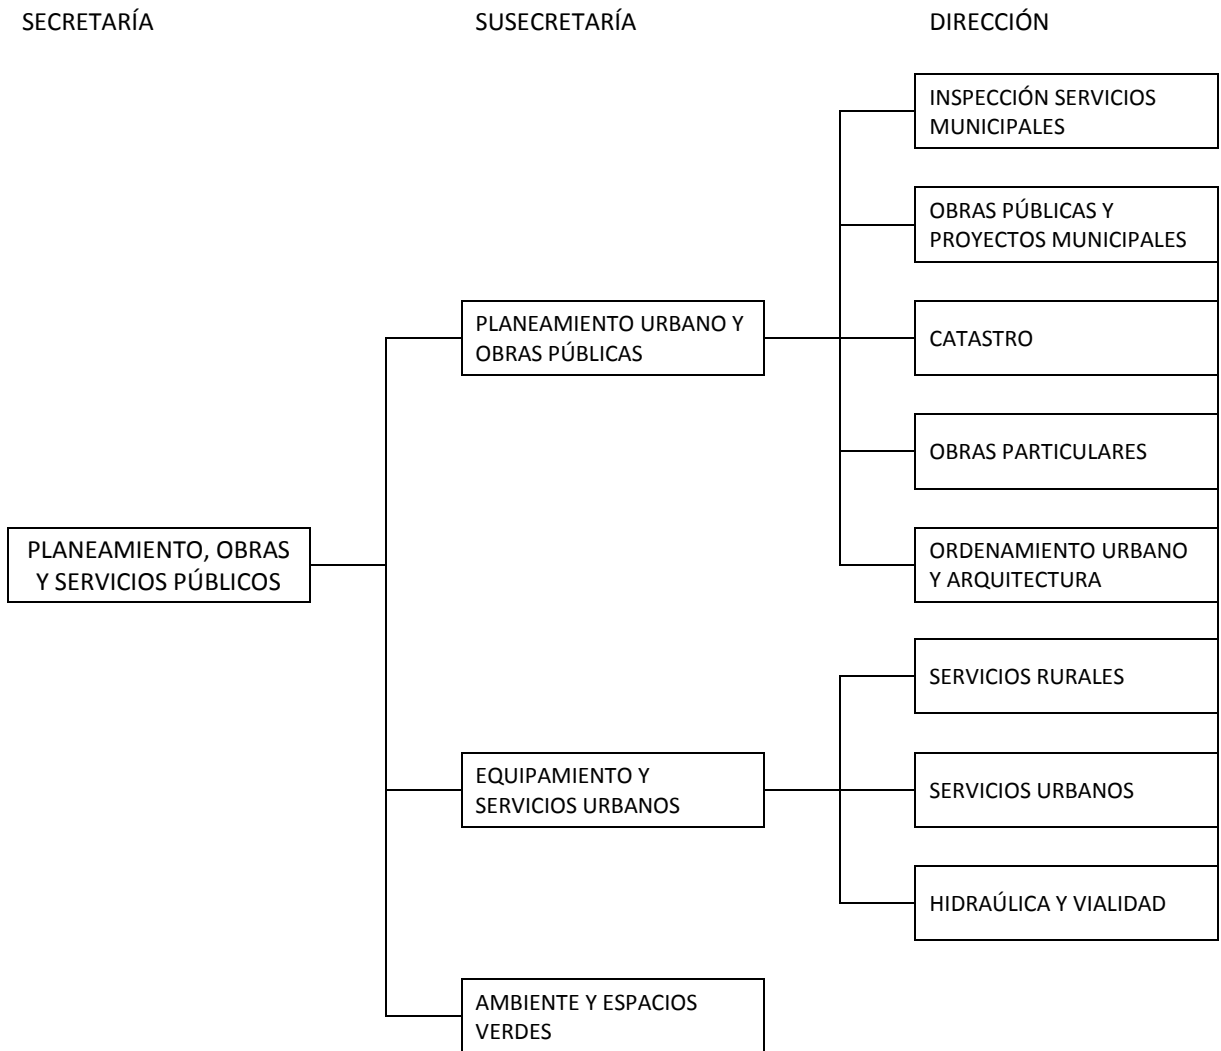 SECRETARÍA
SUSECRETARÍA
DIRECCIÓN
INSPECCIÓN SERVICIOS
MUNICIPALES
OBRAS PÚBLICAS Y
PROYECTOS MUNICIPALES
PLANEAMIENTO URBANO Y
OBRAS PÚBLICAS
CATASTRO
OBRAS PARTICULARES
PLANEAMIENTO, OBRAS
Y SERVICIOS PÚBLICOS
ORDENAMIENTO URBANO
Y ARQUITECTURA
SERVICIOS RURALES
EQUIPAMIENTO Y
SERVICIOS URBANOS
SERVICIOS URBANOS
HIDRAÚLICA Y VIALIDAD
AMBIENTE Y ESPACIOS
VERDES